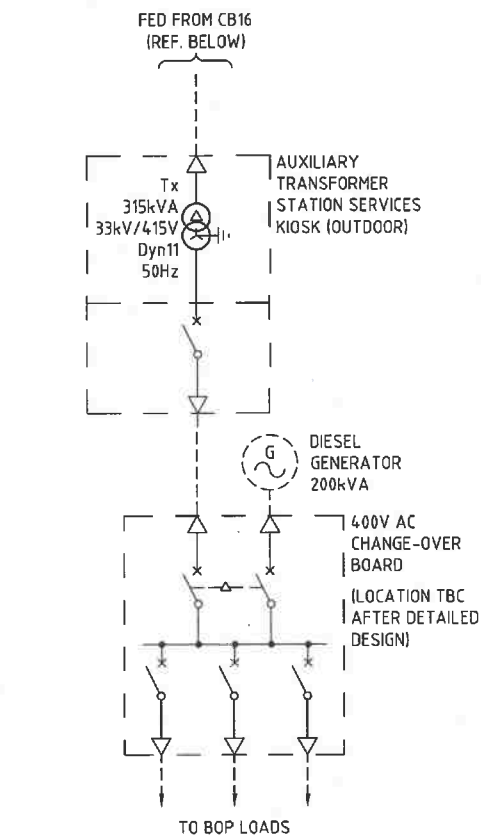 FED FROM CB16
(REF. BELOW)
AUXILIARY
TRANSFORMER
STATION SERVICES
KIOSK (OUTDOOR)
Tx
315kVA
33kV/415V
Dyn11
50Hz
G
DIESEL
GENERATOR
200kVA
400V AC
CHANGE-OVER
BOARD
(LOCATION TBC
AFTER DETAILED
DESIGN)
TO BOP LOADS